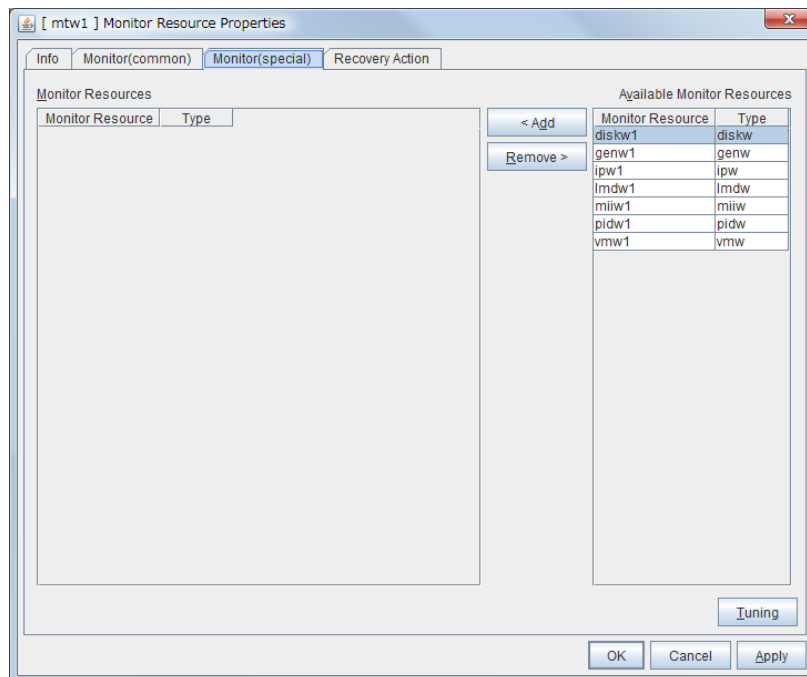 [ mtw1 ] Monitor Resource Properties
Info Monitor(common) Monitor(special) Recovery Action
Monitor Resources
Monitor Resource Type
< Add
Remove >
Available Monitor Resources
Monitor Resource Type
diskw1 diskw
genw1 genw
ipw1 ipw
lmdw1 lmdw
miiw1 miiw
pidw1 pidw
vmw1 vmw
Tuning
OK Cancel Apply